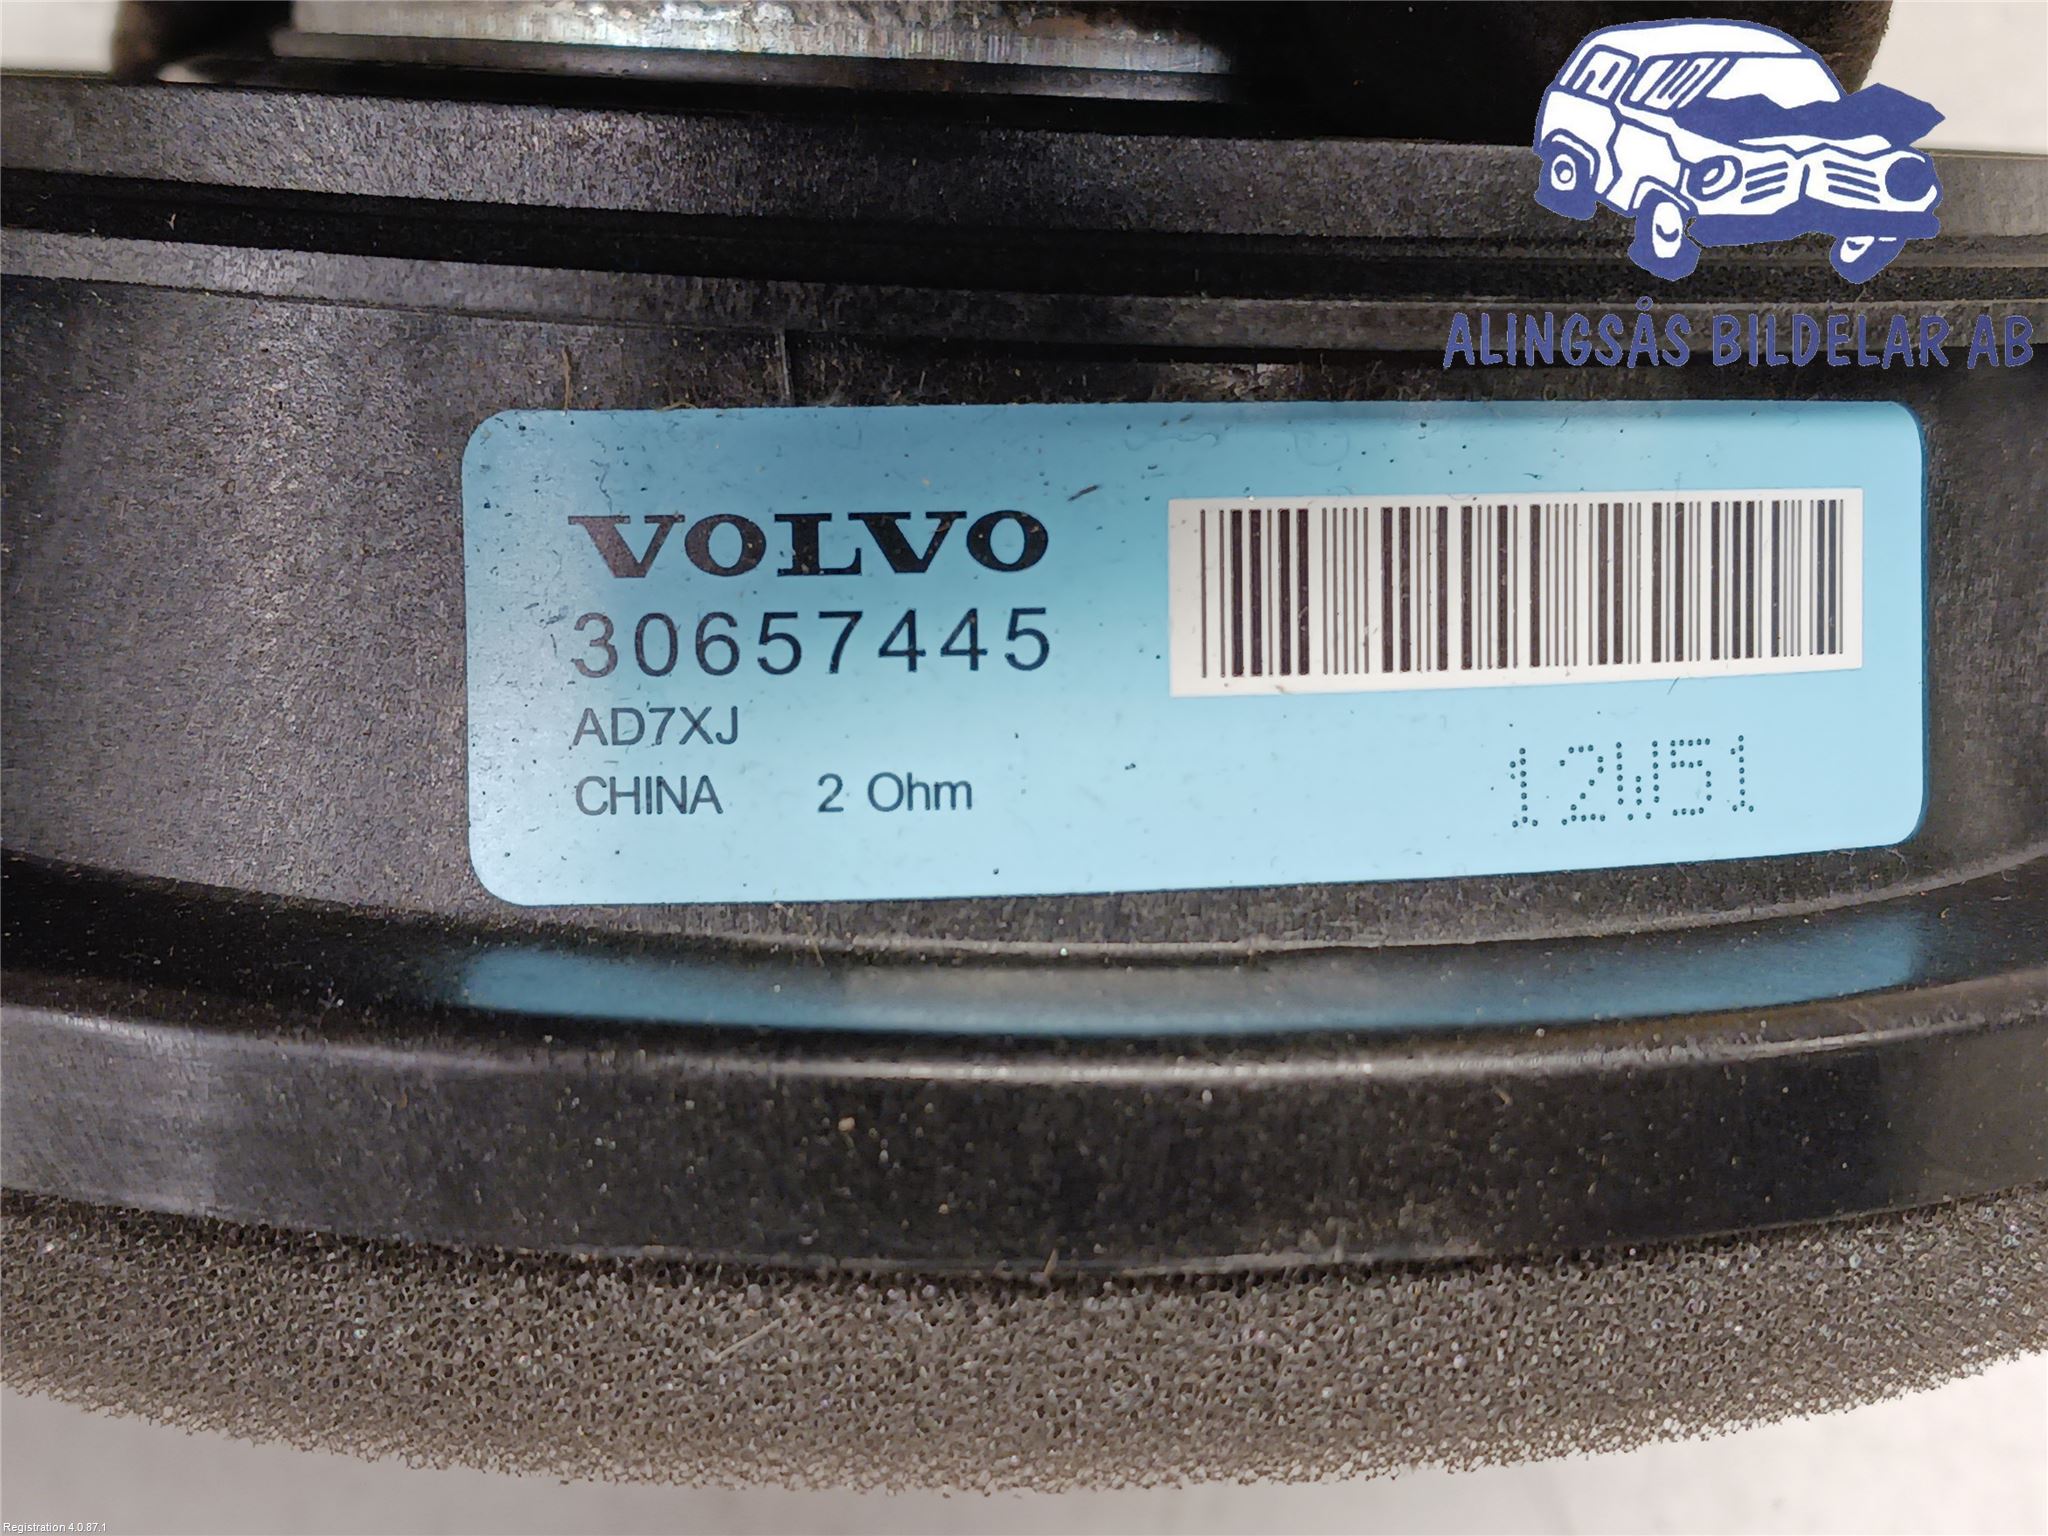 ALINGSÅS BILDELAR AB
VOLVO
30657445
AD7XJ
CHINA 2 Ohm
12W51
Registration 4.0.87.1